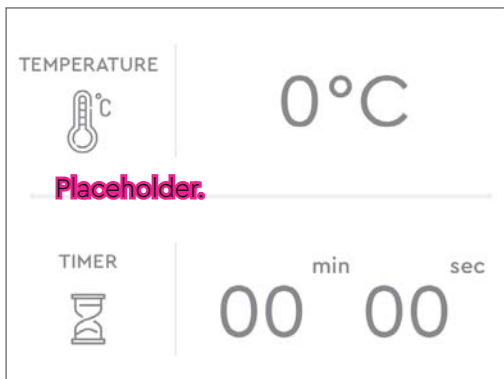 TEMPERATURE
°C
0°C
Placeholder.
TIMER
min sec
00 00